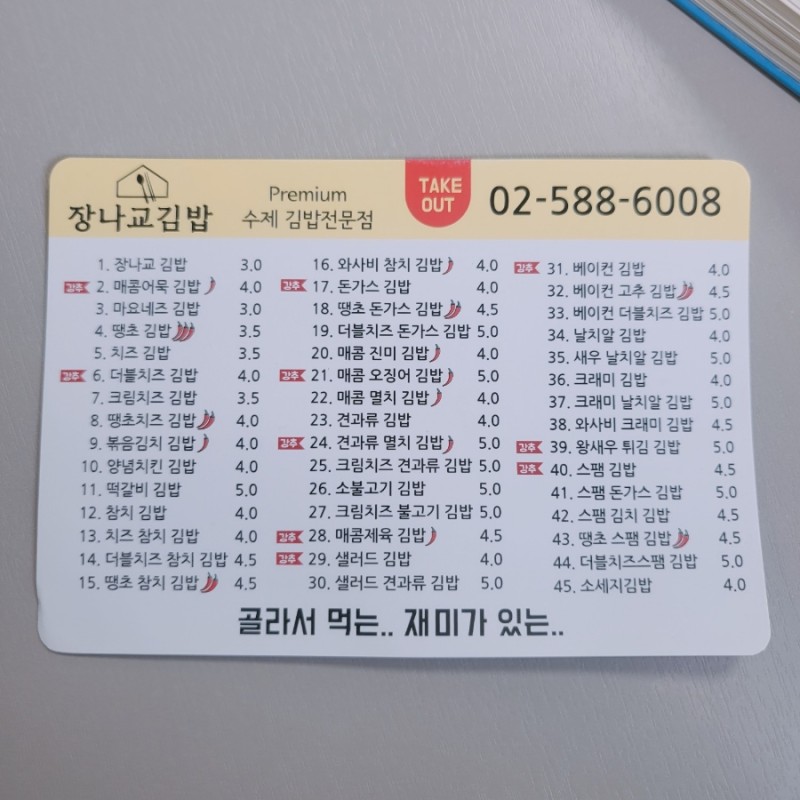 장나교김밥
Premium
수제 김밥전문점
TAKE
OUT
02-588-6008
1. 장나교 김밥 3.0
강추 2. 매콤어묵 김밥 4.0
3. 마요네즈 김밥 3.0
4. 땡초 김밥 3.5
5. 치즈 김밥 3.5
강추 6. 더블치즈 김밥 4.0
7. 크림치즈 김밥 3.5
8. 땡초치즈 김밥 4.0
9. 볶음김치 김밥 4.0
10. 양념치킨 김밥 4.0
11. 떡갈비 김밥 5.0
12. 참치 김밥 4.0
13. 치즈 참치 김밥 4.0
14. 더블치즈 참치 김밥 4.5
15. 땡초 참치 김밥 4.5
16. 와사비 참치 김밥 4.0
강추 17. 돈가스 김밥 4.0
18. 땡초 돈가스 김밥 4.5
19. 더블치즈 돈가스 김밥 5.0
20. 매콤 진미 김밥 4.0
강추 21. 매콤 오징어 김밥 5.0
22. 매콤 멸치 김밥 4.0
23. 견과류 김밥 4.0
강추 24. 견과류 멸치 김밥 5.0
25. 크림치즈 견과류 김밥 5.0
26. 소불고기 김밥 5.0
27. 크림치즈 불고기 김밥 5.0
강추 28. 매콤제육 김밥 4.5
강추 29. 샐러드 김밥 4.0
30. 샐러드 견과류 김밥 5.0
강추 31. 베이컨 김밥 4.0
32. 베이컨 고추 김밥 4.5
33. 베이컨 더블치즈 김밥 5.0
34. 날치알 김밥 4.0
35. 새우 날치알 김밥 5.0
36. 크래미 김밥 4.0
37. 크래미 날치알 김밥 5.0
38. 와사비 크래미 김밥 4.5
강추 39. 왕새우 튀김 김밥 5.0
강추 40. 스팸 김밥 4.5
41. 스팸 돈가스 김밥 5.0
42. 스팸 김치 김밥 4.5
43. 땡초 스팸 김밥 4.5
44. 더블치즈스팸 김밥 5.0
45. 소세지김밥 4.0
골라서 먹는.. 재미가 있는..